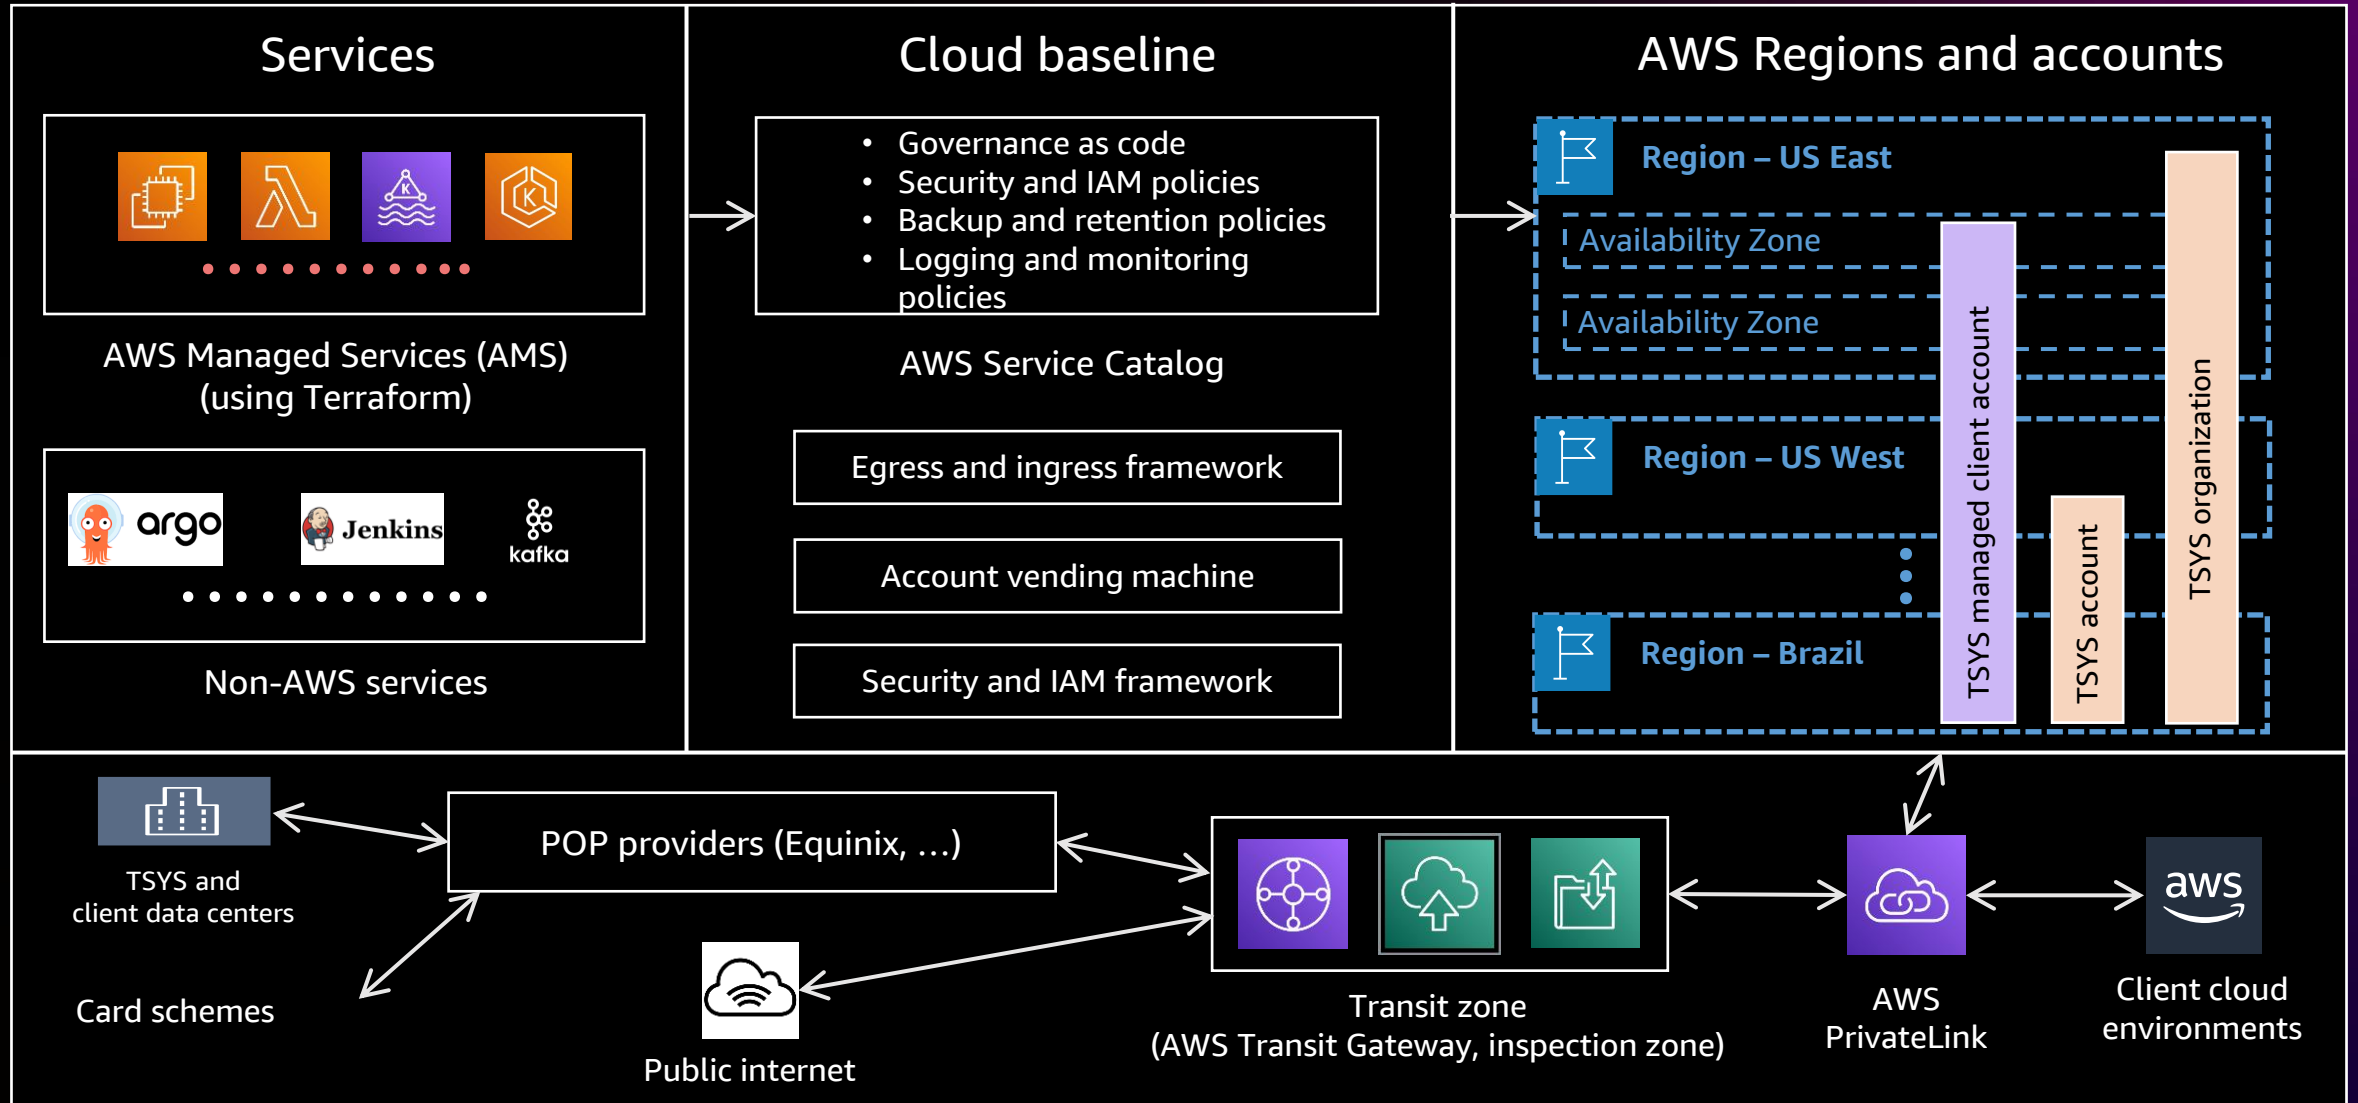 Services
AWS Managed Services (AMS)
(using Terraform)
argo
Jenkins
kafka
Non-AWS services
Cloud baseline
• Governance as code
• Security and IAM policies
• Backup and retention policies
• Logging and monitoring
policies
AWS Service Catalog
Egress and ingress framework
Account vending machine
Security and IAM framework
AWS Regions and accounts
Region – US East
Availability Zone
Availability Zone
Region – US West
Region – Brazil
TSYS managed client account
TSYS account
TSYS organization
TSYS and
client data centers
Card schemes
POP providers (Equinix, ...)
Public internet
Transit zone
(AWS Transit Gateway, inspection zone)
AWS
PrivateLink
aws
Client cloud
environments